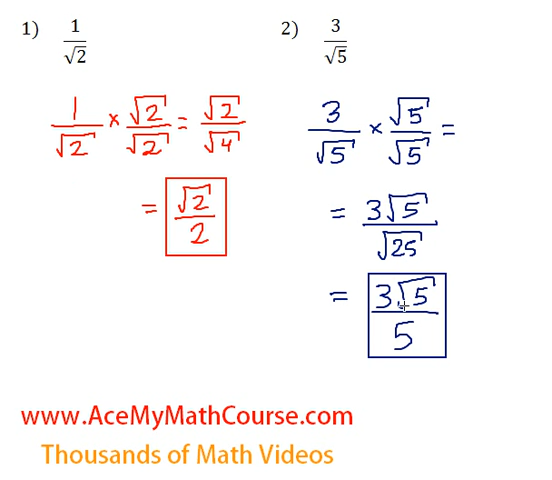 1) 1/√2
1/√2 × √2/√2 = √2/√4
= √2/2
2) 3/√5
3/√5 × √5/√5 =
= 3√5/√25
= 3√5/5
www.AceMyMathCourse.com
Thousands of Math Videos